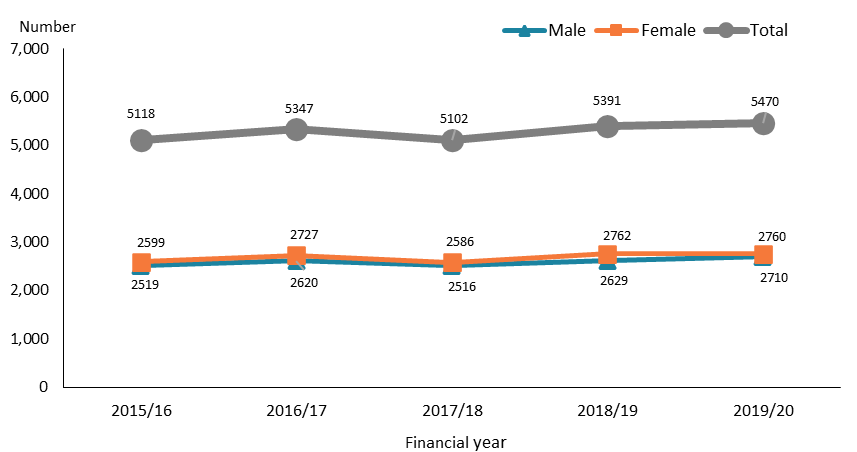 Number
Male Female Total
7,000
6,000
5,000
4,000
3,000
2,000
1,000
0
5118 5347 5102 5391 5470
2599 2727 2586 2762 2760
2519 2620 2516 2629 2710
2015/16 2016/17 2017/18 2018/19 2019/20
Financial year